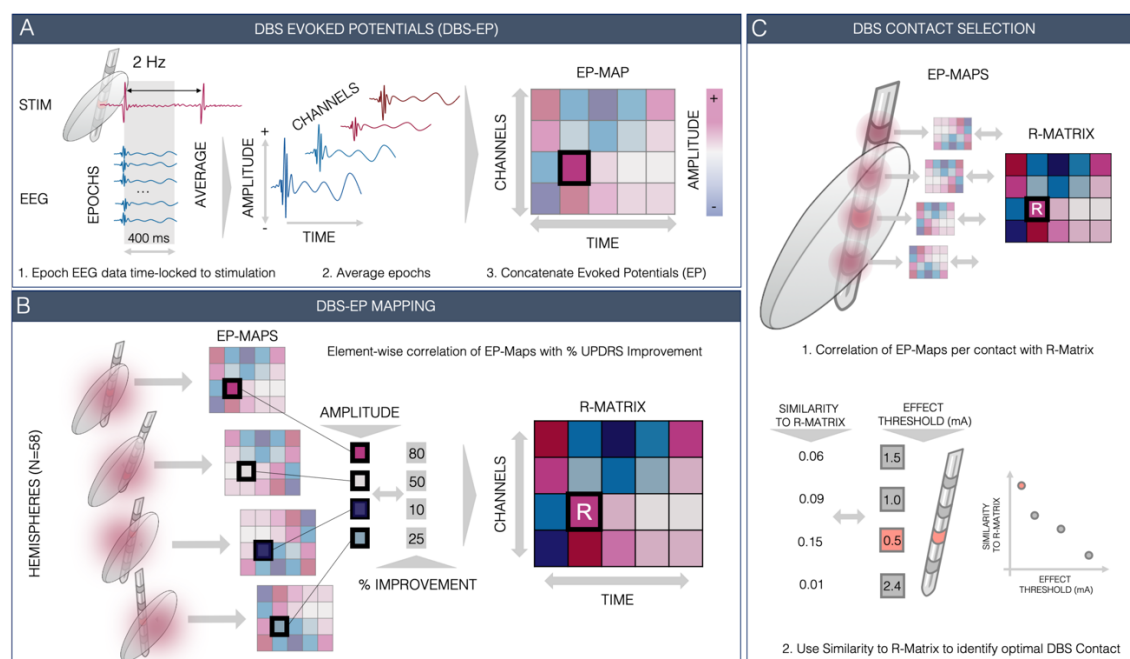 A
DBS EVOKED POTENTIALS (DBS-EP)
2 Hz
STIM
EEG
EPOCHS
...
400 ms
AVERAGE
AMPLITUDE
+
-
CHANNELS
TIME
EP-MAP
CHANNELS
TIME
AMPLITUDE
+
-
1. Epoch EEG data time-locked to stimulation
2. Average epochs
3. Concatenate Evoked Potentials (EP)
B
DBS-EP MAPPING
HEMISPHERES (N=58)
EP-MAPS
Element-wise correlation of EP-Maps with % UPDRS Improvement
AMPLITUDE
80
50
10
25
% IMPROVEMENT
R-MATRIX
CHANNELS
R
TIME
C
DBS CONTACT SELECTION
EP-MAPS
R-MATRIX
R
1. Correlation of EP-Maps per contact with R-Matrix
SIMILARITY
TO R-MATRIX
EFFECT
THRESHOLD (mA)
0.06
1.5
0.09
1.0
0.15
0.5
0.01
2.4
SIMILARITY
TO R-MATRIX
EFFECT
THRESHOLD (mA)
2. Use Similarity to R-Matrix to identify optimal DBS Contact